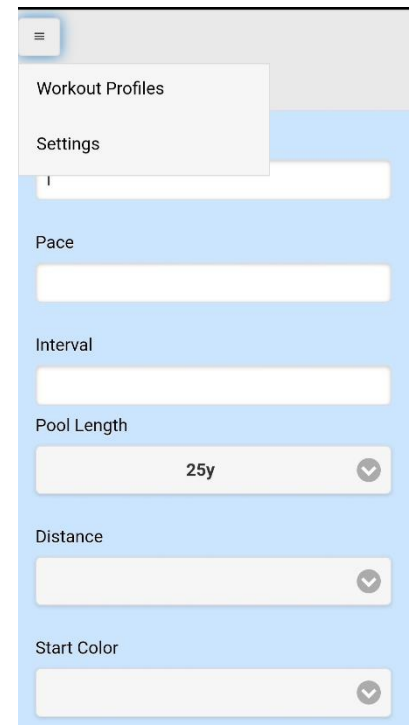 Workout Profiles
Settings
Pace
Interval
Pool Length
25y
Distance
Start Color